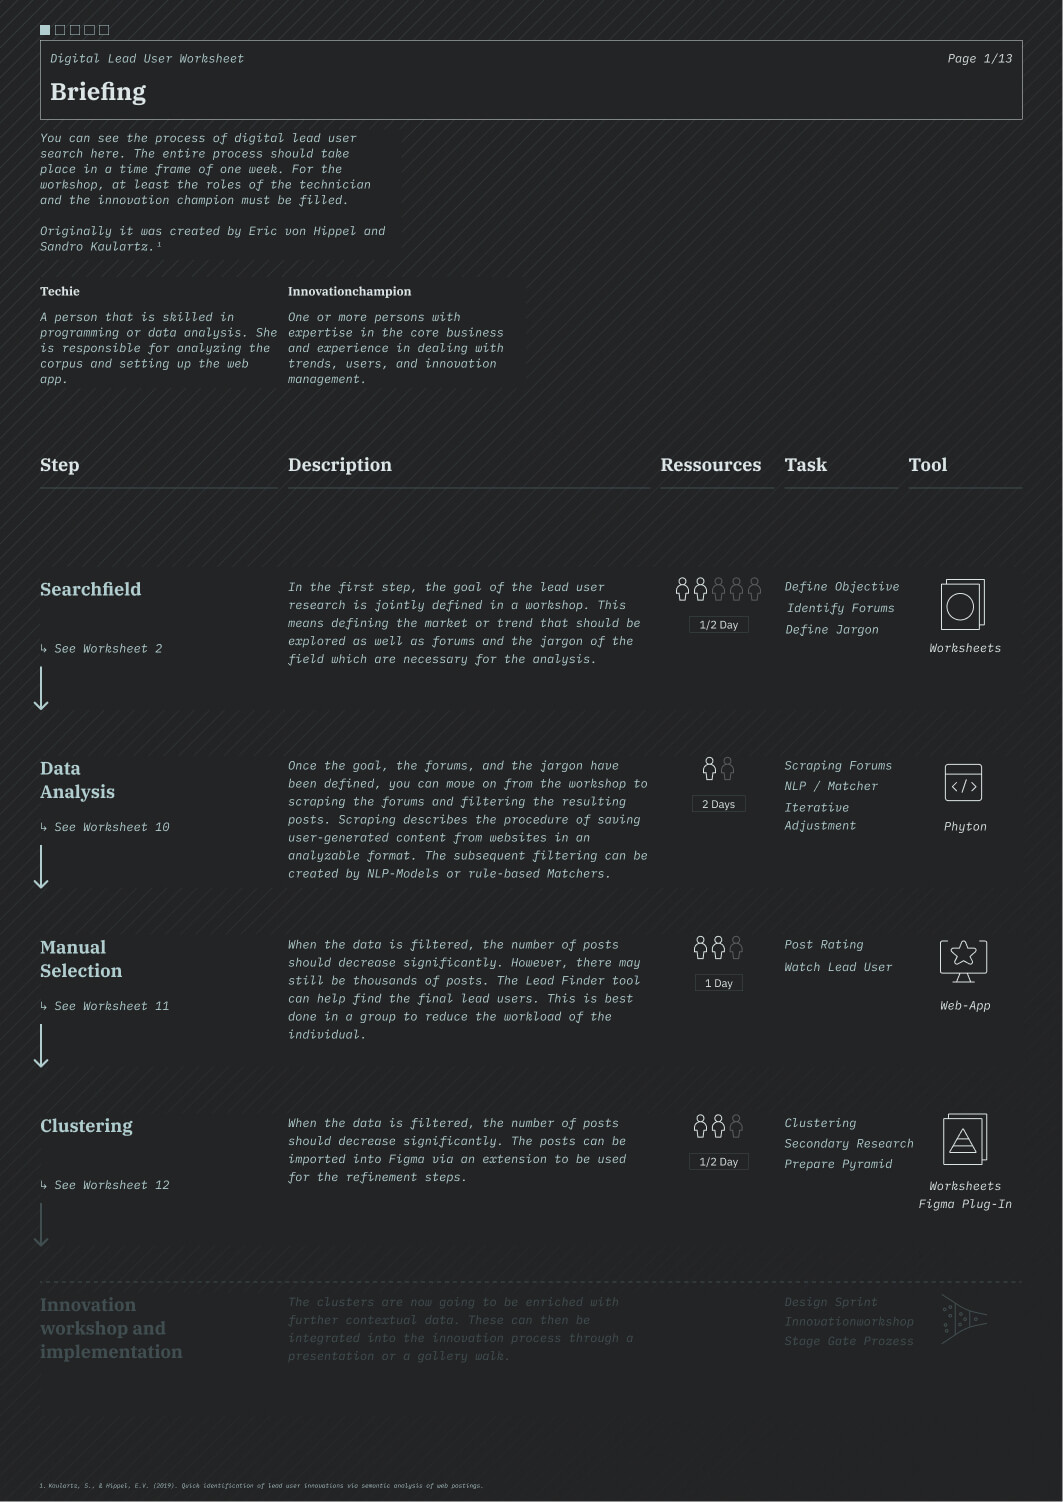 Digital Lead User Worksheet
Page 1/13
Briefing
You can see the process of digital lead user
search here. The entire process should take
place in a time frame of one week. For the
workshop, at least the roles of the technician
and the innovation champion must be filled.
Originally it was created by Eric von Hippel and
Sandro Kaulartz.¹
Techie
A person that is skilled in
programming or data analysis. She
is responsible for analyzing the
corpus and setting up the web
app.
Innovationchampion
One or more persons with
expertise in the core business
and experience in dealing with
trends, users, and innovation
management.
Step
Description
Ressources
Task
Tool
Searchfield
↳ See Worksheet 2
In the first step, the goal of the lead user
research is jointly defined in a workshop. This
means defining the market or trend that should be
explored as well as forums and the jargon of the
field which are necessary for the analysis.
1/2 Day
Define Objective
Identify Forums
Define Jargon
Worksheets
Data
Analysis
↳ See Worksheet 10
Once the goal, the forums, and the jargon have
been defined, you can move on from the workshop to
scraping the forums and filtering the resulting
posts. Scraping describes the procedure of saving
user-generated content from websites in an
analyzable format. The subsequent filtering can be
created by NLP-Models or rule-based Matchers.
2 Days
Scraping Forums
NLP / Matcher
Iterative
Adjustment
Phyton
Manual
Selection
↳ See Worksheet 11
When the data is filtered, the number of posts
should decrease significantly. However, there may
still be thousands of posts. The Lead Finder tool
can help find the final lead users. This is best
done in a group to reduce the workload of the
individual.
1 Day
Post Rating
Watch Lead User
Web-App
Clustering
↳ See Worksheet 12
When the data is filtered, the number of posts
should decrease significantly. The posts can be
imported into Figma via an extension to be used
for the refinement steps.
1/2 Day
Clustering
Secondary Research
Prepare Pyramid
Worksheets
Figma Plug-In
Innovation
workshop and
implementation
The clusters are now going to be enriched with
further contextual data. These can then be
integrated into the innovation process through a
presentation or a gallery walk.
Design Sprint
Innovationworkshop
Stage Gate Prozess
1. Kaulartz, S., & Hippel, E.V. (2019). Quick identification of lead user innovations via semantic analysis of web postings.